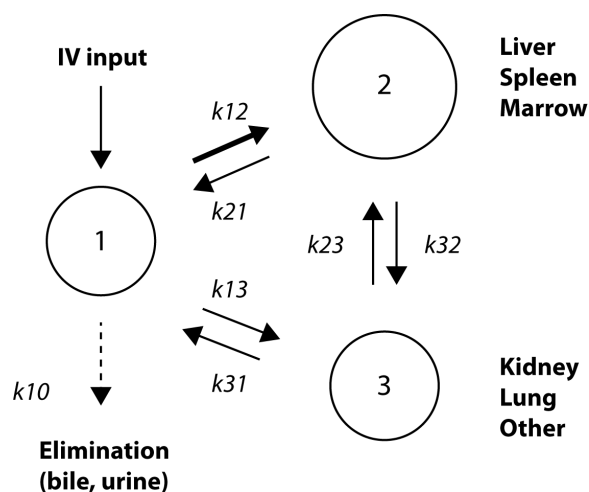 IV input
1
k10
Elimination
(bile, urine)
k12
k21
2
Liver
Spleen
Marrow
k23
k32
k13
k31
3
Kidney
Lung
Other